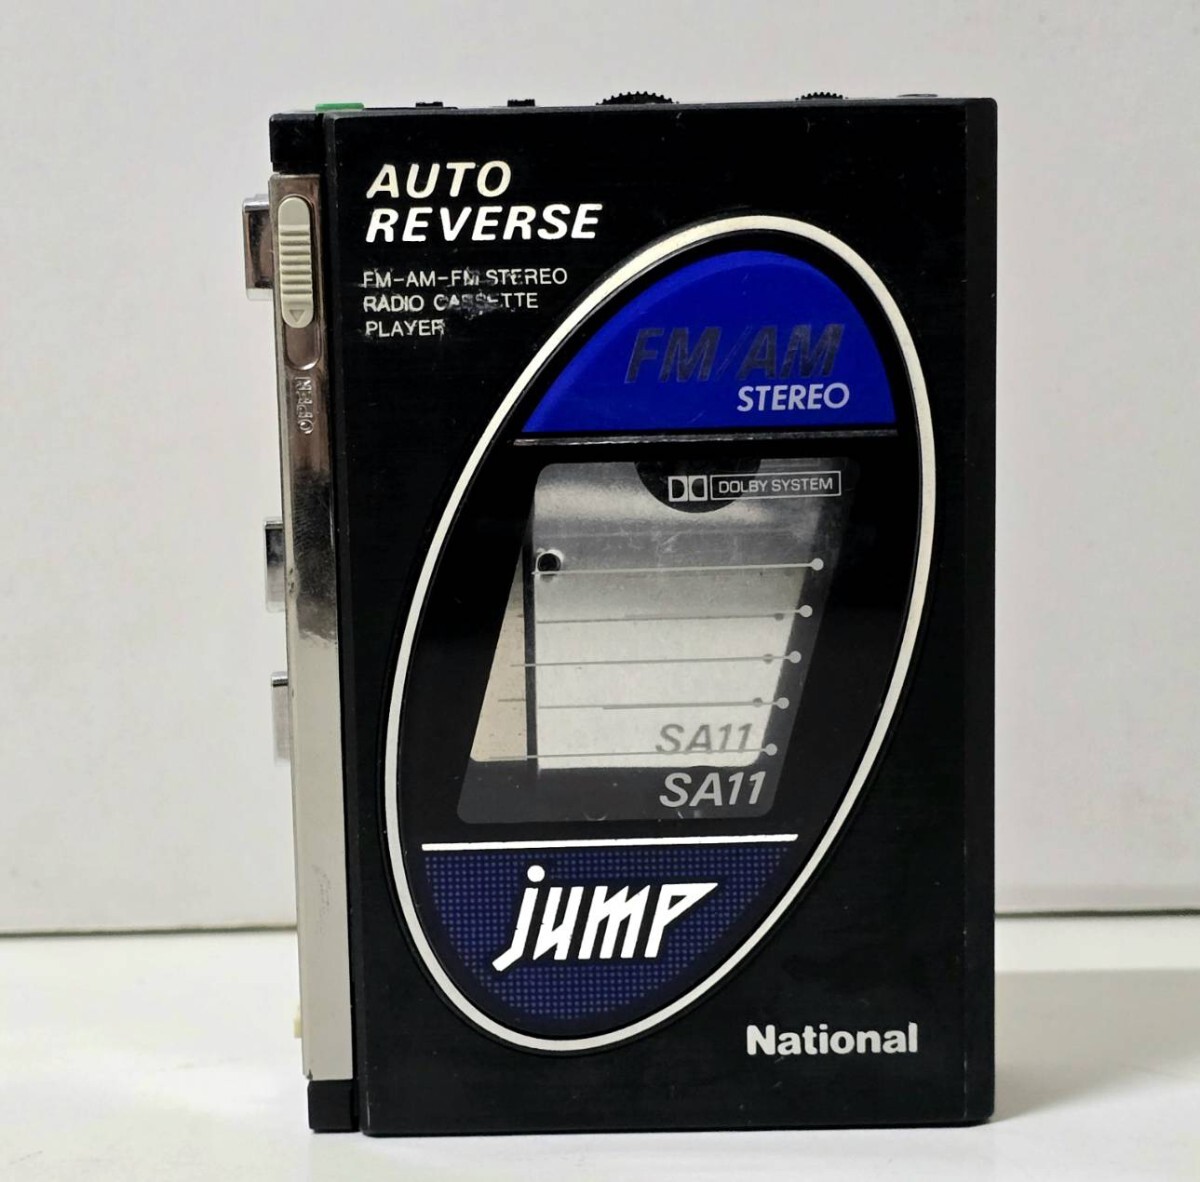 AUTO
REVERSE
FM-AM-FM STEREO
RADIO CASSETTE
PLAYER
FM/AM
STEREO
DOLBY SYSTEM
SA11
SA11
jump
National